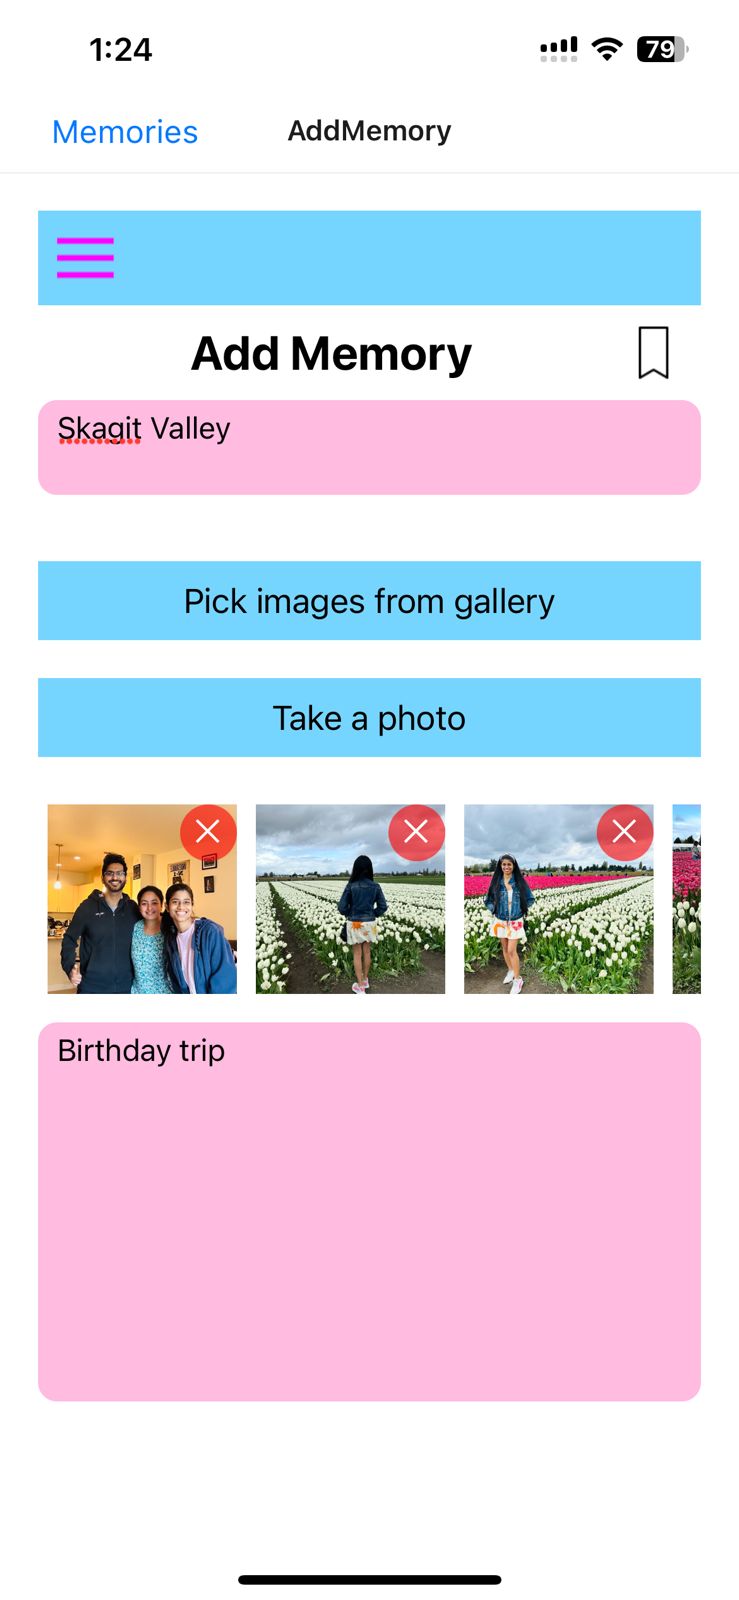 1:24
79
Memories
AddMemory
Add Memory
Skagit Valley
Pick images from gallery
Take a photo
Birthday trip